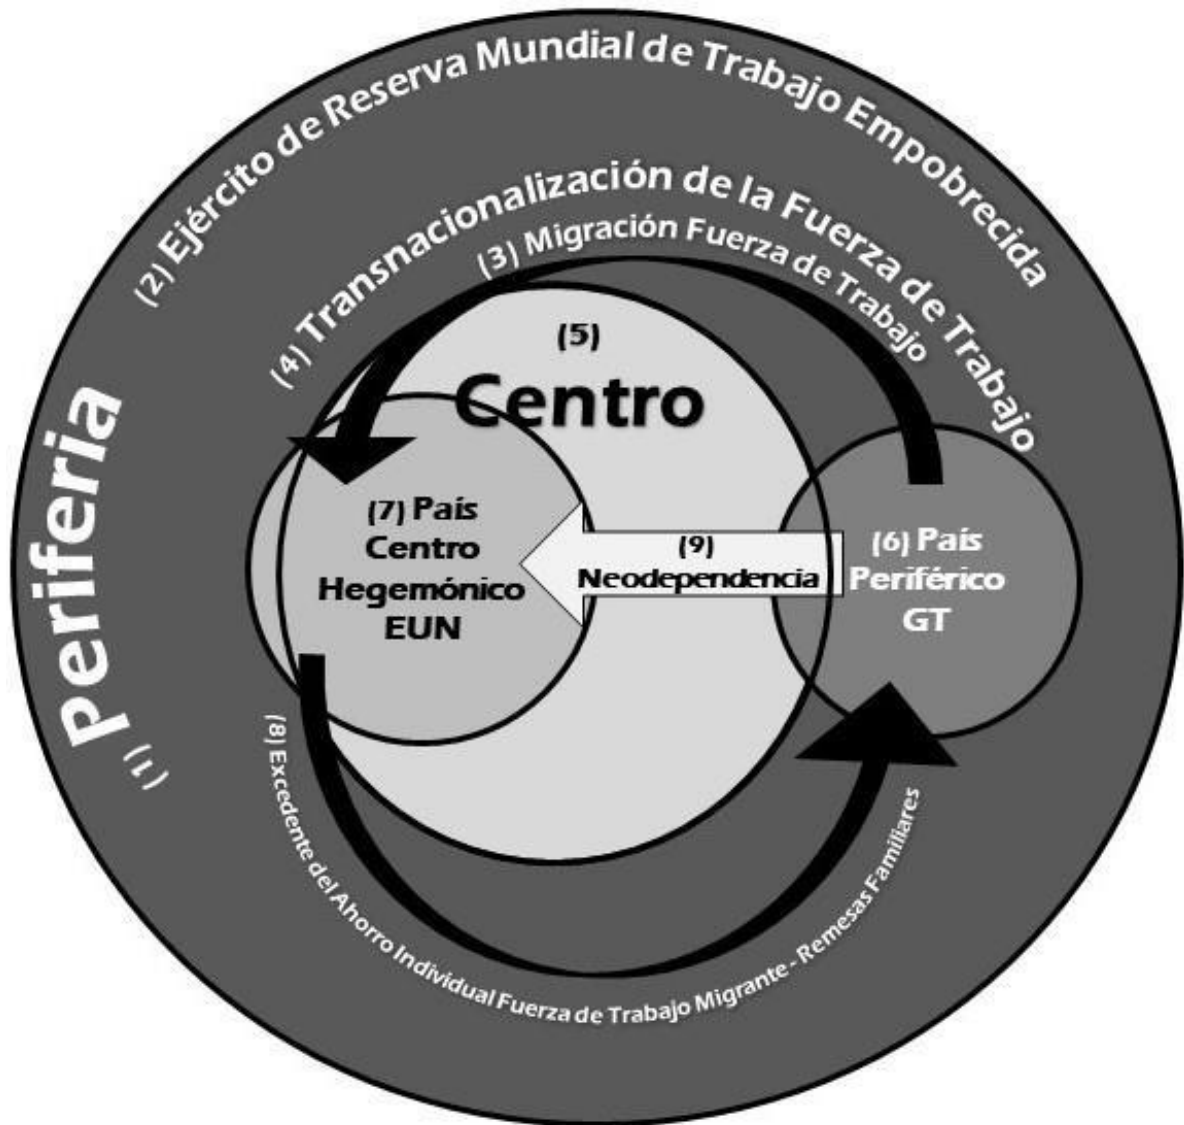 (2) Ejército de Reserva Mundial de Trabajo Empobrecida
(4) Transnacionalización de la Fuerza de Trabajo
(3) Migración Fuerza de Trabajo
(5)
Centro
(1) Periferia
(7) País
Centro
Hegemónico
EUN
(9)
Neodependencia
(6) País
Periférico
GT
(8) Excedente del Ahorro Individual Fuerza de Trabajo Migrante - Remesas Familiares